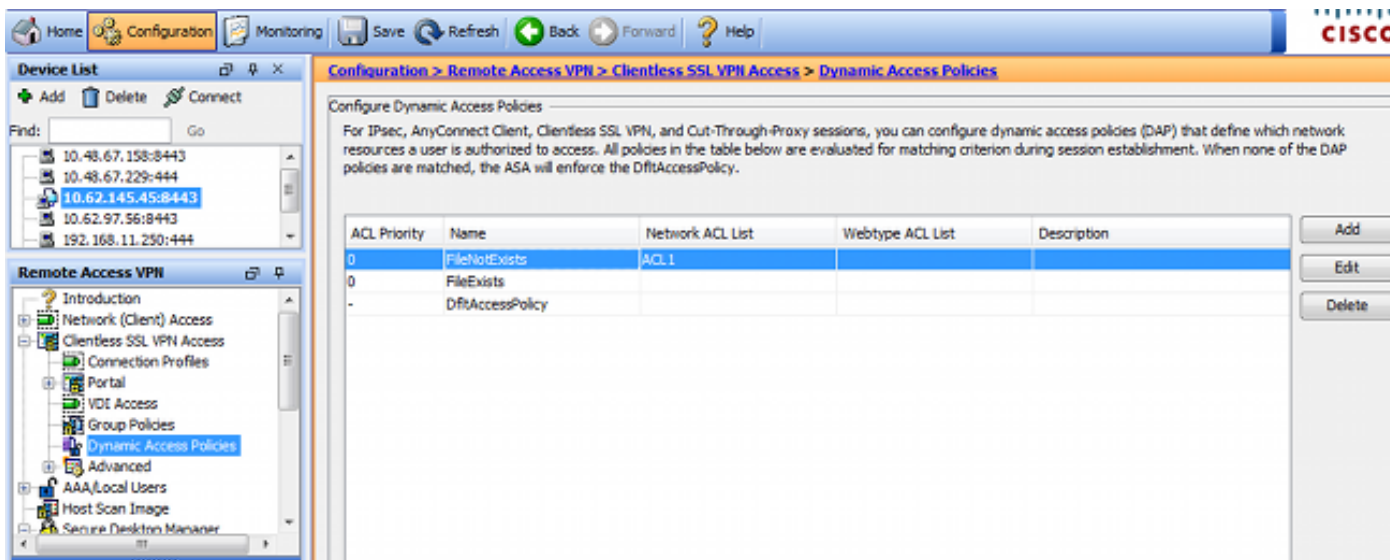 Home Configuration Monitoring Save Refresh Back Forward Help
CISCO
Device List
Add Delete Connect
Find: Go
10.48.67.158:8443
10.48.67.229:444
10.62.145.45:8443
10.62.97.56:8443
192.168.11.250:444
Remote Access VPN
Introduction
Network (Client) Access
Clientless SSL VPN Access
Connection Profiles
Portal
VDI Access
Group Policies
Dynamic Access Policies
Advanced
AAA/Local Users
Host Scan Image
Secure Desktop Manager
Configuration > Remote Access VPN > Clientless SSL VPN Access > Dynamic Access Policies
Configure Dynamic Access Policies
For IPsec, AnyConnect Client, Clientless SSL VPN, and Cut-Through-Proxy sessions, you can configure dynamic access policies (DAP) that define which network
resources a user is authorized to access. All policies in the table below are evaluated for matching criterion during session establishment. When none of the DAP
policies are matched, the ASA will enforce the DfltAccessPolicy.
ACL Priority Name Network ACL List Webtype ACL List Description
0 FileNotExists ACL1
0 FileExists
- DfltAccessPolicy
Add
Edit
Delete